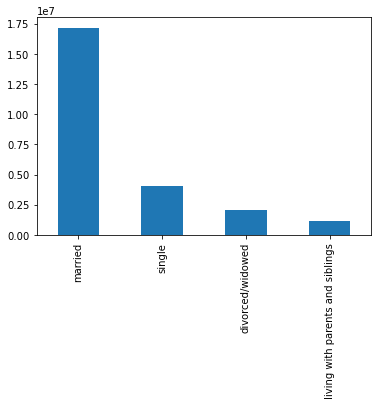 1e7
1.75
1.50
1.25
1.00
0.75
0.50
0.25
0.00
married
single
divorced/widowed
living with parents and siblings